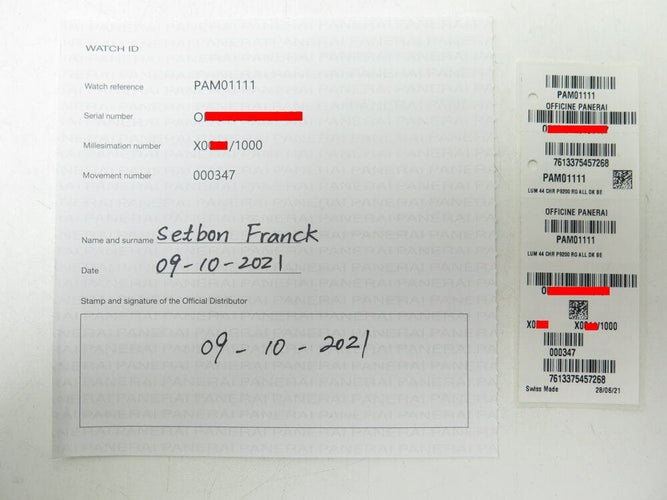 WATCH ID
Watch reference PAM01111
Serial number O
Millesimation number X0 /1000
Movement number 000347
Name and surname Setbon Franck
Date 09-10-2021
Stamp and signature of the Official Distributor
09 - 10 - 2021
PAM01111
OFFICINE PANERAI
0
7613375457268
PAM01111
LUM 44 CHR P9200 RG ALL DK BE
OFFICINE PANERAI
PAM01111
LUM 44 CHR P9200 RG ALL DK BE
0
X0 X0 /1000
000347
7613375457268
Swiss Made 28/06/21